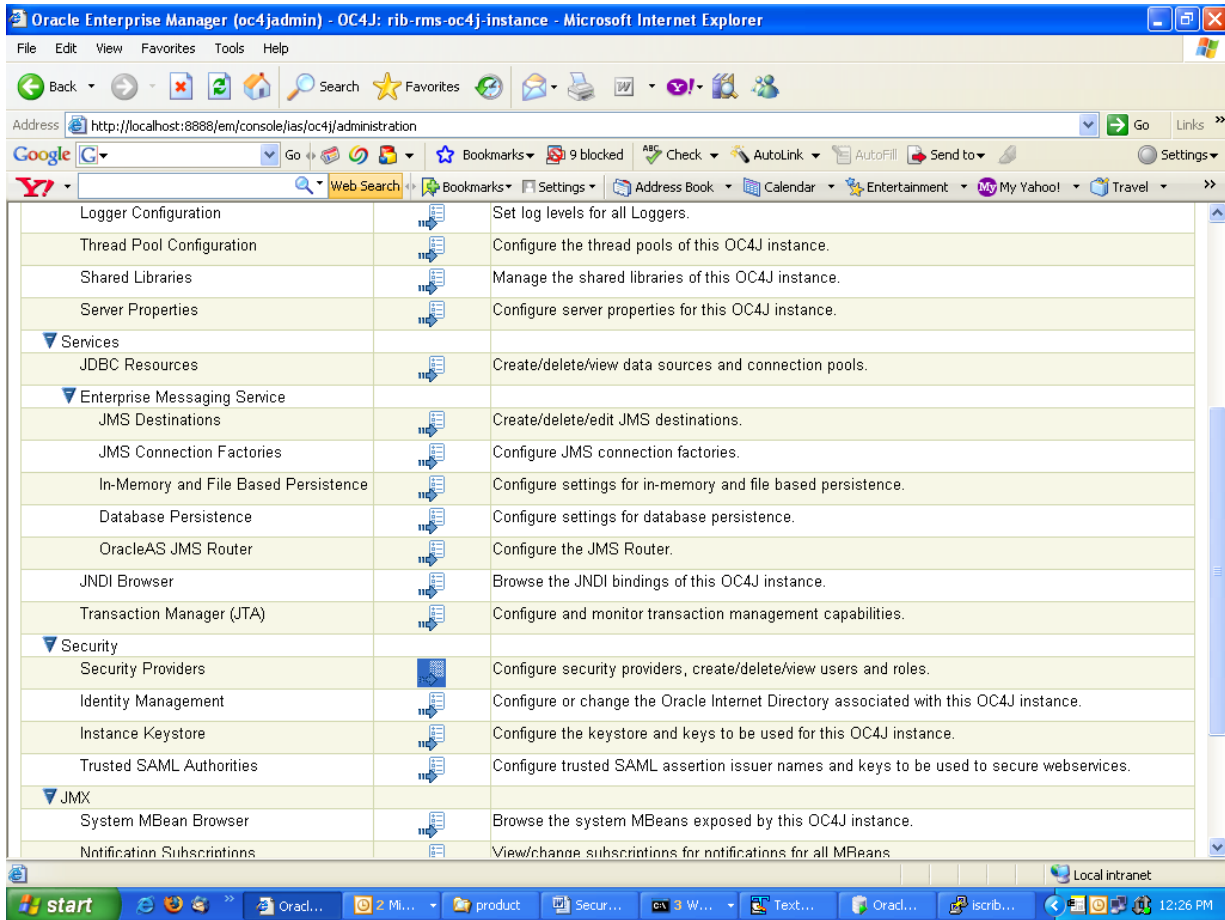 Oracle Enterprise Manager (oc4jadmin) - OC4J: rib-rms-oc4j-instance - Microsoft Internet Explorer
File Edit View Favorites Tools Help
Back Search Favorites
Address http://localhost:8888/em/console/ias/oc4j/administration Go Links »
Google G Go Bookmarks 9 blocked ABC Check AutoLink AutoFill Send to Settings
Y! Web Search Bookmarks Settings Address Book Calendar Entertainment My My Yahoo! Travel »
Logger Configuration Set log levels for all Loggers.
Thread Pool Configuration Configure the thread pools of this OC4J instance.
Shared Libraries Manage the shared libraries of this OC4J instance.
Server Properties Configure server properties for this OC4J instance.
Services
JDBC Resources Create/delete/view data sources and connection pools.
Enterprise Messaging Service
JMS Destinations Create/delete/edit JMS destinations.
JMS Connection Factories Configure JMS connection factories.
In-Memory and File Based Persistence Configure settings for in-memory and file based persistence.
Database Persistence Configure settings for database persistence.
OracleAS JMS Router Configure the JMS Router.
JNDI Browser Browse the JNDI bindings of this OC4J instance.
Transaction Manager (JTA) Configure and monitor transaction management capabilities.
Security
Security Providers Configure security providers, create/delete/view users and roles.
Identity Management Configure or change the Oracle Internet Directory associated with this OC4J instance.
Instance Keystore Configure the keystore and keys to be used for this OC4J instance.
Trusted SAML Authorities Configure trusted SAML assertion issuer names and keys to be used to secure webservices.
JMX
System MBean Browser Browse the system MBeans exposed by this OC4J instance.
Notification Subscriptions View/change subscriptions for notifications for all MBeans
Local intranet
start » Oracl... 2 Mi... product Secur... 3 W... Text... Oracl... iscrib... 12:26 PM